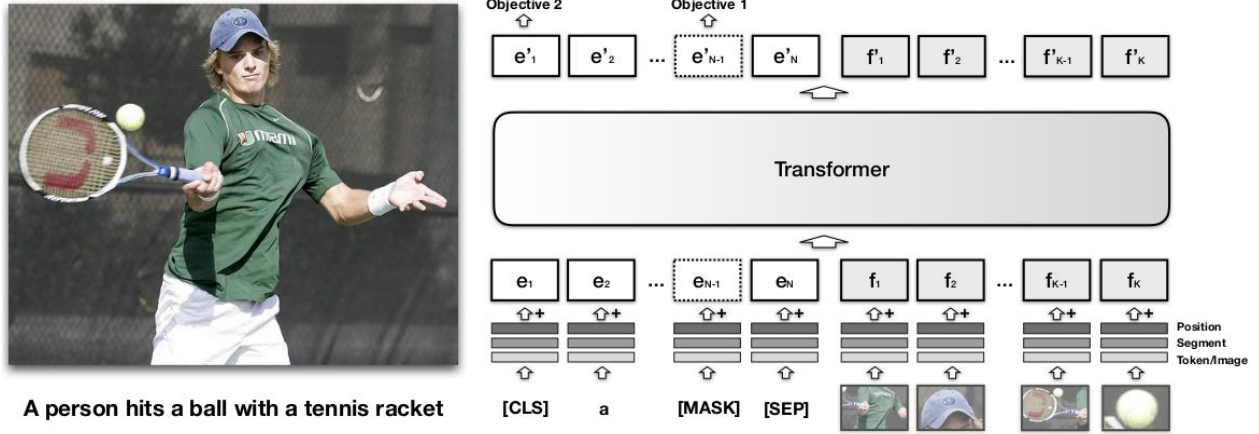 Objective 2 Objective 1
e'1 e'2 ... e'N-1 e'N f'1 f'2 ... f'K-1 f'K
Transformer
e1 e2 ... eN-1 eN f1 f2 ... fK-1 fK
+ + + + + + + +
Position
Segment
Token/Image
[CLS] a [MASK] [SEP]
MIAMI
A person hits a ball with a tennis racket